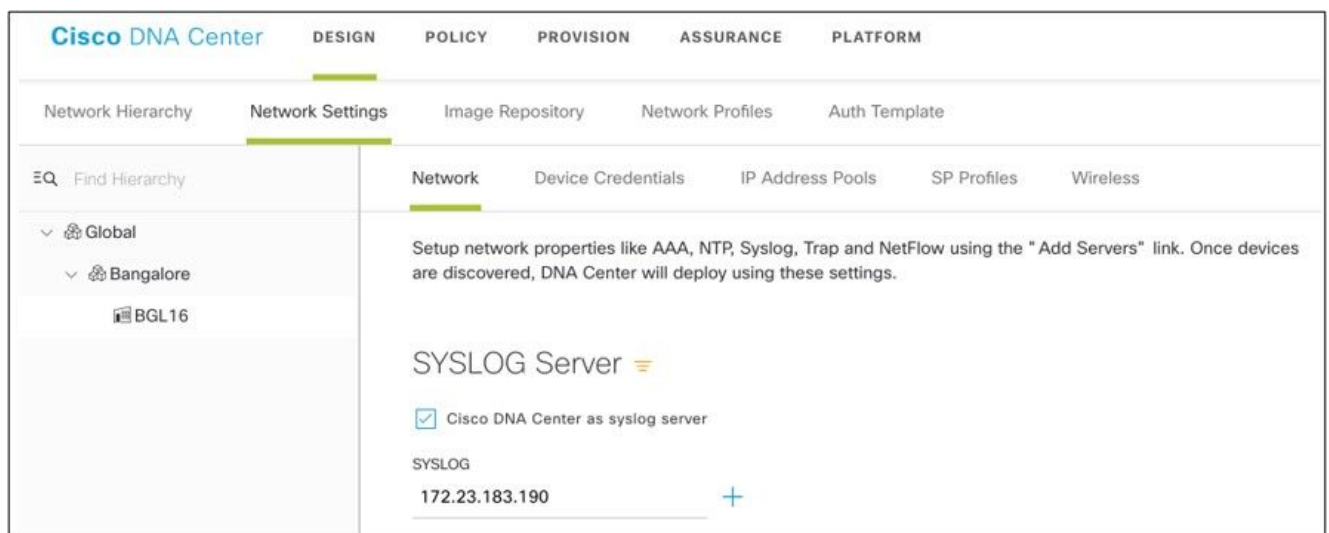 Cisco DNA Center DESIGN POLICY PROVISION ASSURANCE PLATFORM
Network Hierarchy Network Settings Image Repository Network Profiles Auth Template
Find Hierarchy
Network Device Credentials IP Address Pools SP Profiles Wireless
Global
Bangalore
BGL16
Setup network properties like AAA, NTP, Syslog, Trap and NetFlow using the "Add Servers" link. Once devices
are discovered, DNA Center will deploy using these settings.
SYSLOG Server
Cisco DNA Center as syslog server
SYSLOG
172.23.183.190